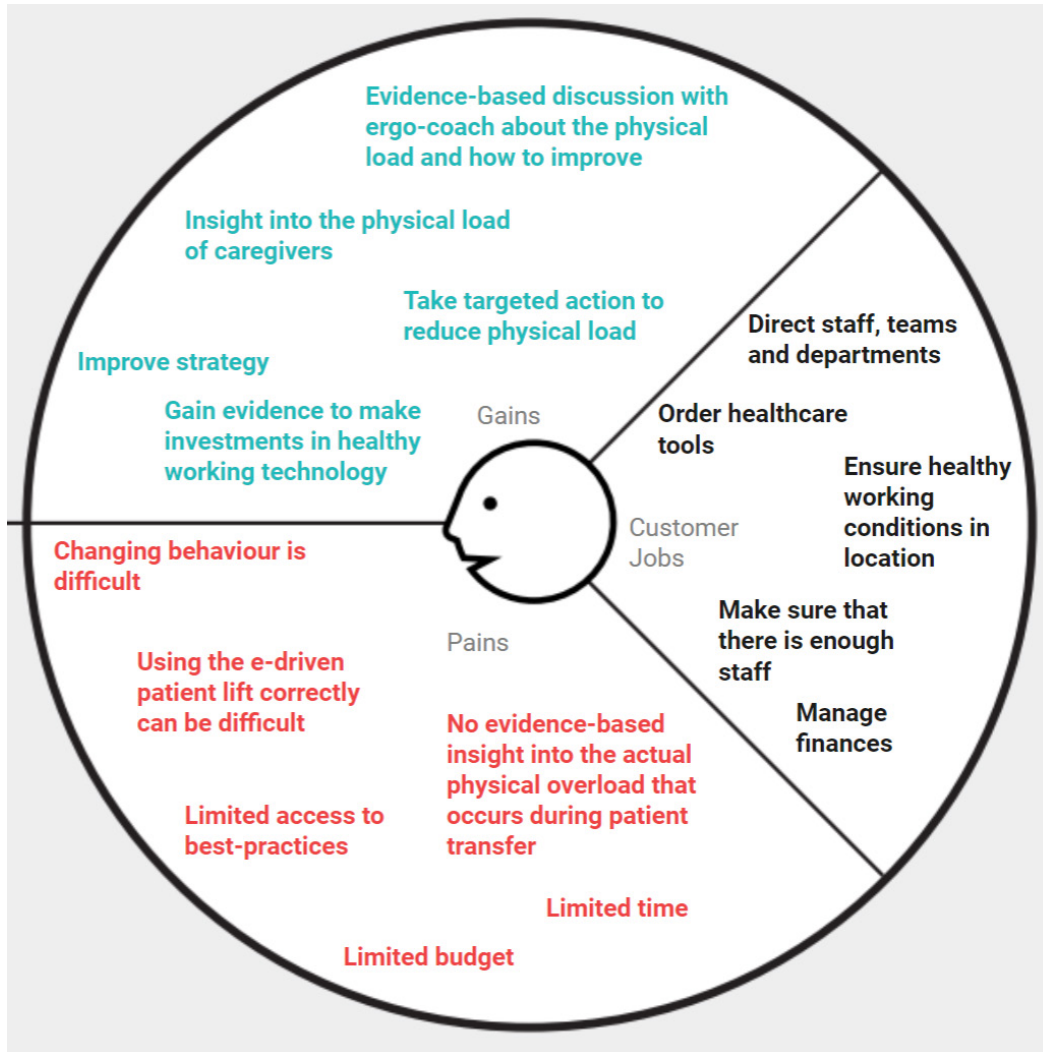 Evidence-based discussion with
ergo-coach about the physical
load and how to improve
Insight into the physical load
of caregivers
Take targeted action to
reduce physical load
Improve strategy
Gain evidence to make
investments in healthy
working technology
Gains
Direct staff, teams
and departments
Order healthcare
tools
Ensure healthy
working
conditions in
location
Customer
Jobs
Make sure that
there is enough
staff
Manage
finances
Changing behaviour is
difficult
Pains
Using the e-driven
patient lift correctly
can be difficult
No evidence-based
insight into the actual
physical overload that
occurs during patient
transfer
Limited access to
best-practices
Limited time
Limited budget